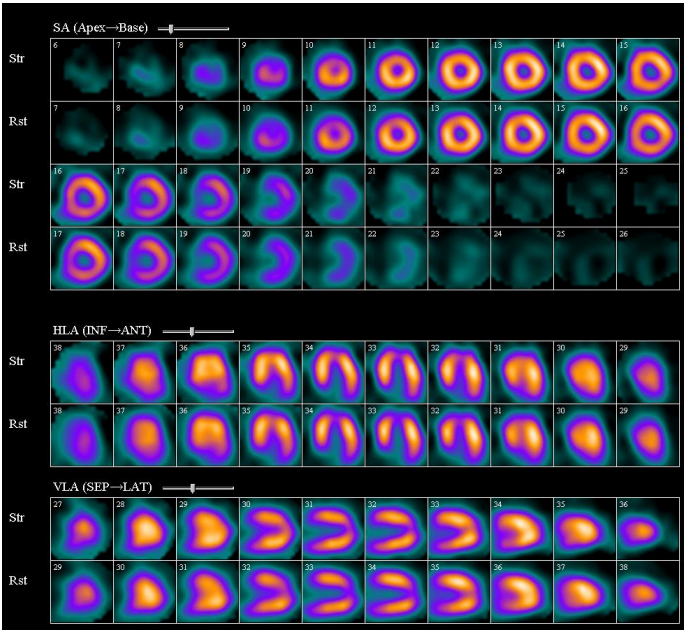 SA (Apex→Base)
Str
6 7 8 9 10 11 12 13 14 15
Rst
7 8 9 10 11 12 13 14 15 16
Str
16 17 18 19 20 21 22 23 24 25
Rst
17 18 19 20 21 22 23 24 25 26
HLA (INF→ANT)
Str
38 37 36 35 34 33 32 31 30 29
Rst
38 37 36 35 34 33 32 31 30 29
VLA (SEP→LAT)
Str
27 28 29 30 31 32 33 34 35 36
Rst
29 30 31 32 33 34 35 36 37 38